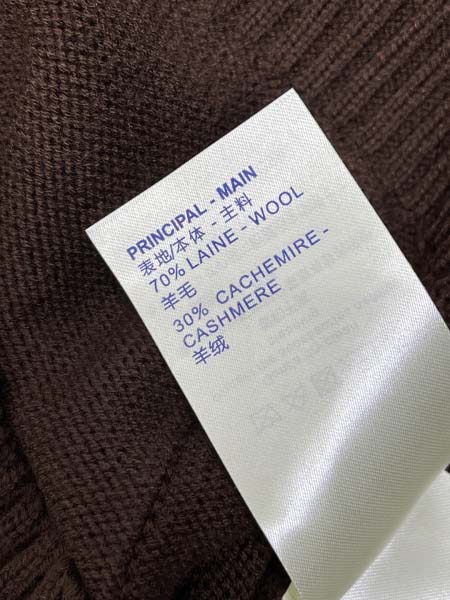 PRINCIPAL - MAIN
表地/本体 - 主料
70% LAINE - WOOL
羊毛
30% CACHEMIRE -
CASHMERE
羊绒